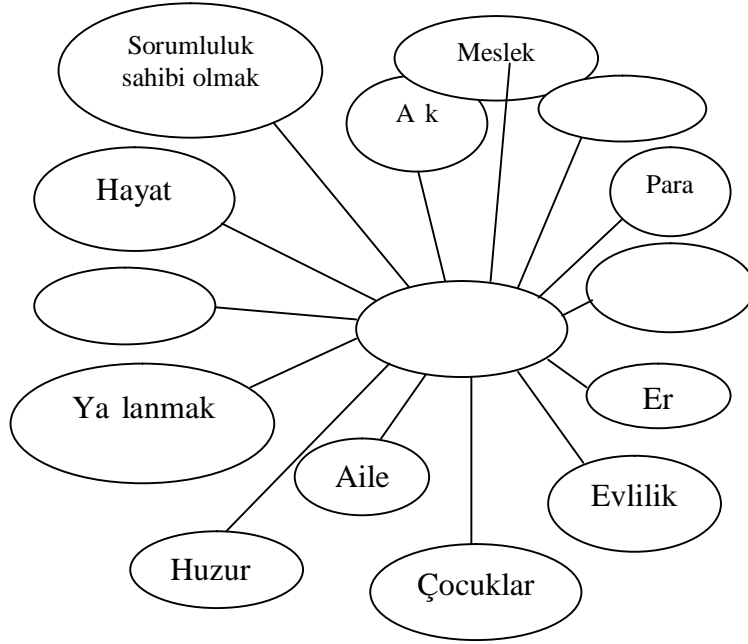 Sorumluluk
sahibi olmak
Meslek
A k
Hayat
Para
Ya lanmak
Er
Aile
Evlilik
Huzur
Çocuklar